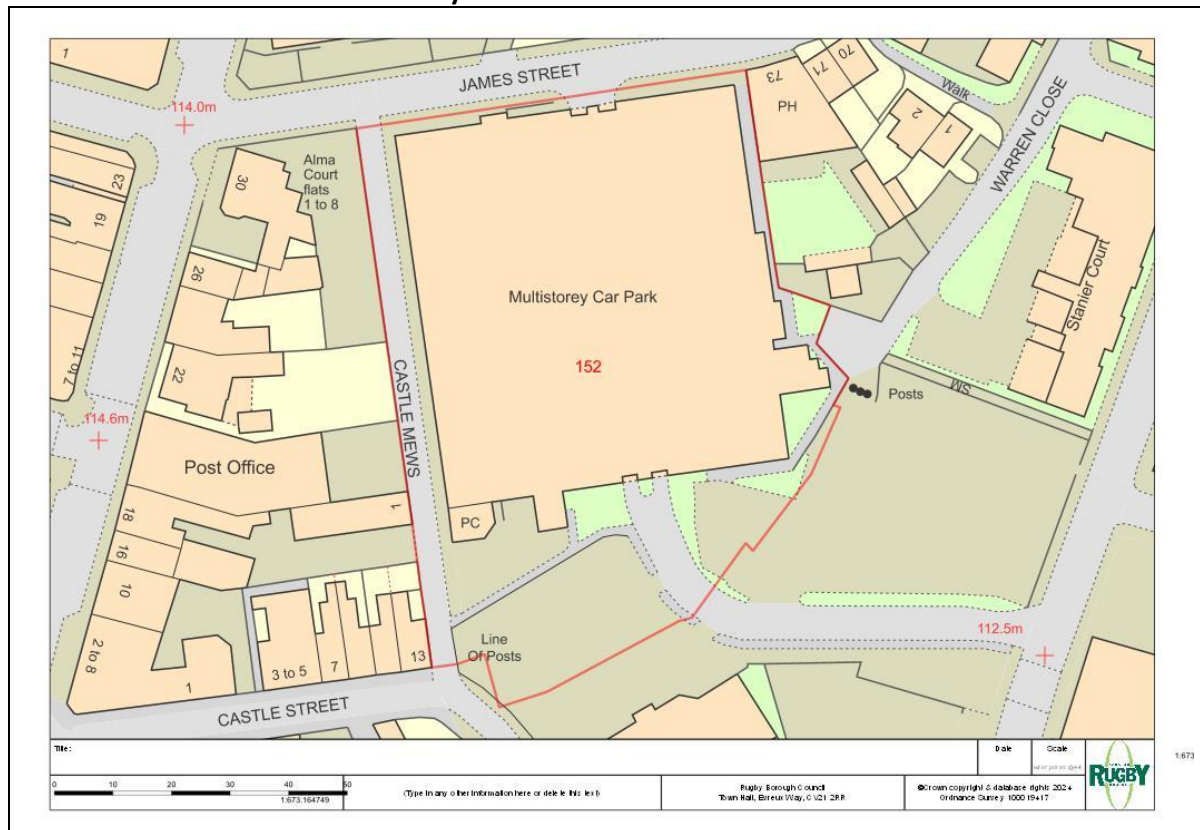 1
114.0m
JAMES STREET
73
71
70
PH
Walk
2
1
WARREN CLOSE
Alma
Court
flats
1 to 8
30
23
19
26
7 to 11
22
114.6m
Multistorey Car Park
152
Stanier Court
CASTLE MEWS
SM
Posts
Post Office
1
PC
18
16
10
2 to 8
1
3 to 5
7
13
Line
Of Posts
112.5m
CASTLE STREET
Title:
Date
Scale
1:673
0 10 20 30 40 50
1:673.164749
(Type in any other information here or delete this text)
Rugby Borough Council
Town Hall, Evreux Way, CV21 2RR
©Crown copyright & database rights 2024
Ordnance Survey 100019417
RUGBY